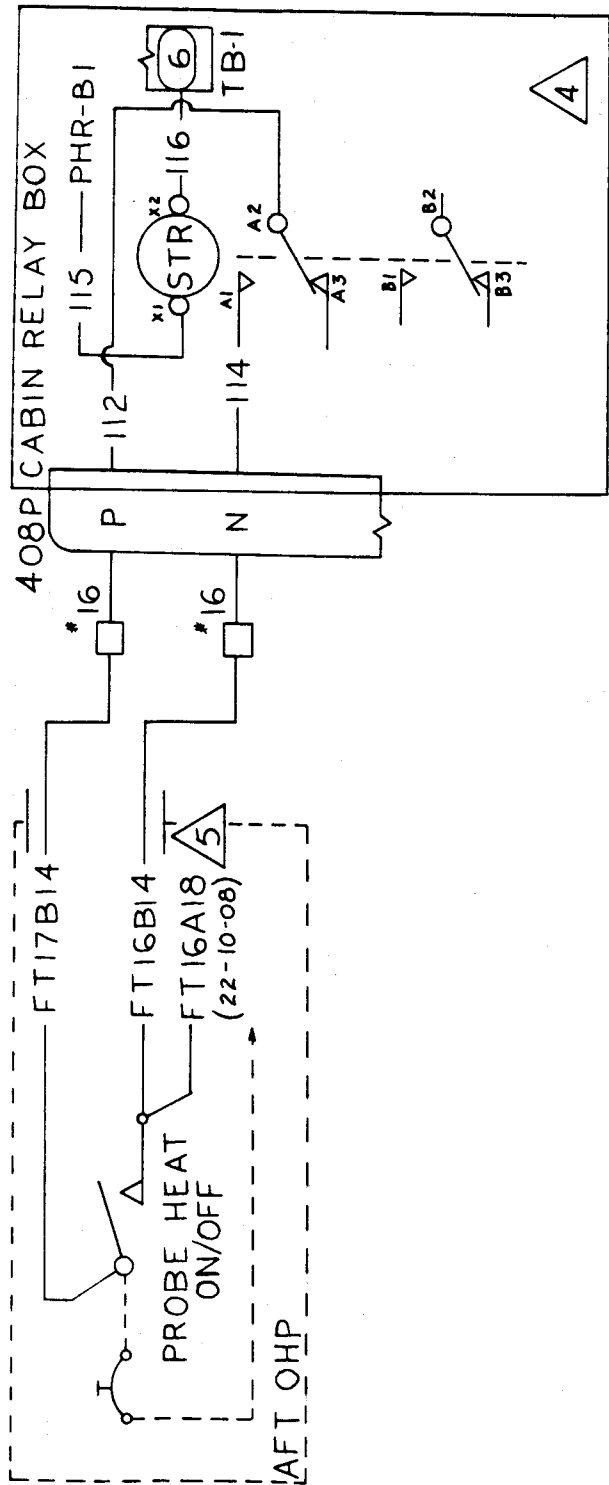 408P CABIN RELAY BOX
115
PHR-B1
6
TB-1
X1
STR
X2
116
112
A1
114
A2
A3
B1
B2
B3
4
P
N
#16
#16
FT17B14
FT16B14
FT16A18
(22-10-08)
5
PROBE HEAT
ON/OFF
AFT OHP